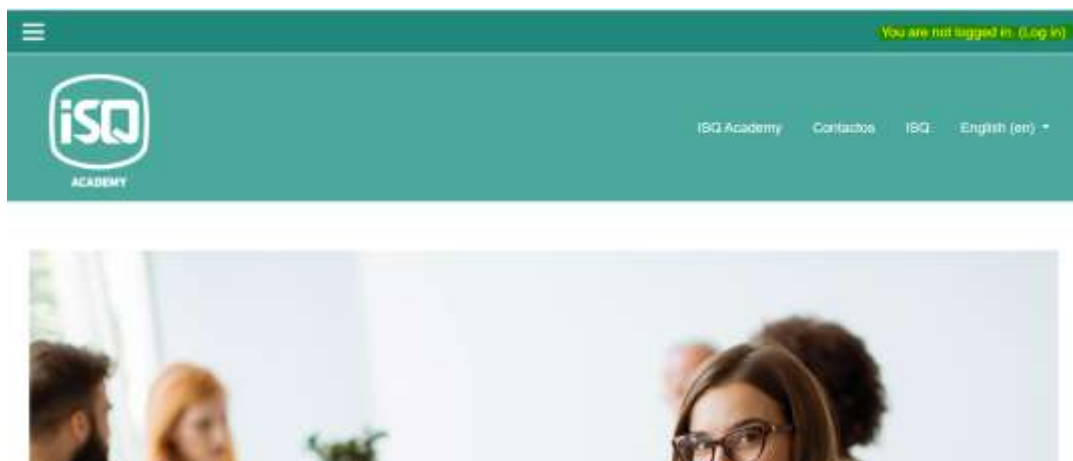 You are not logged in. (Log in)
iSQ
ACADEMY
ISQ Academy Contactos ISQ English (en)